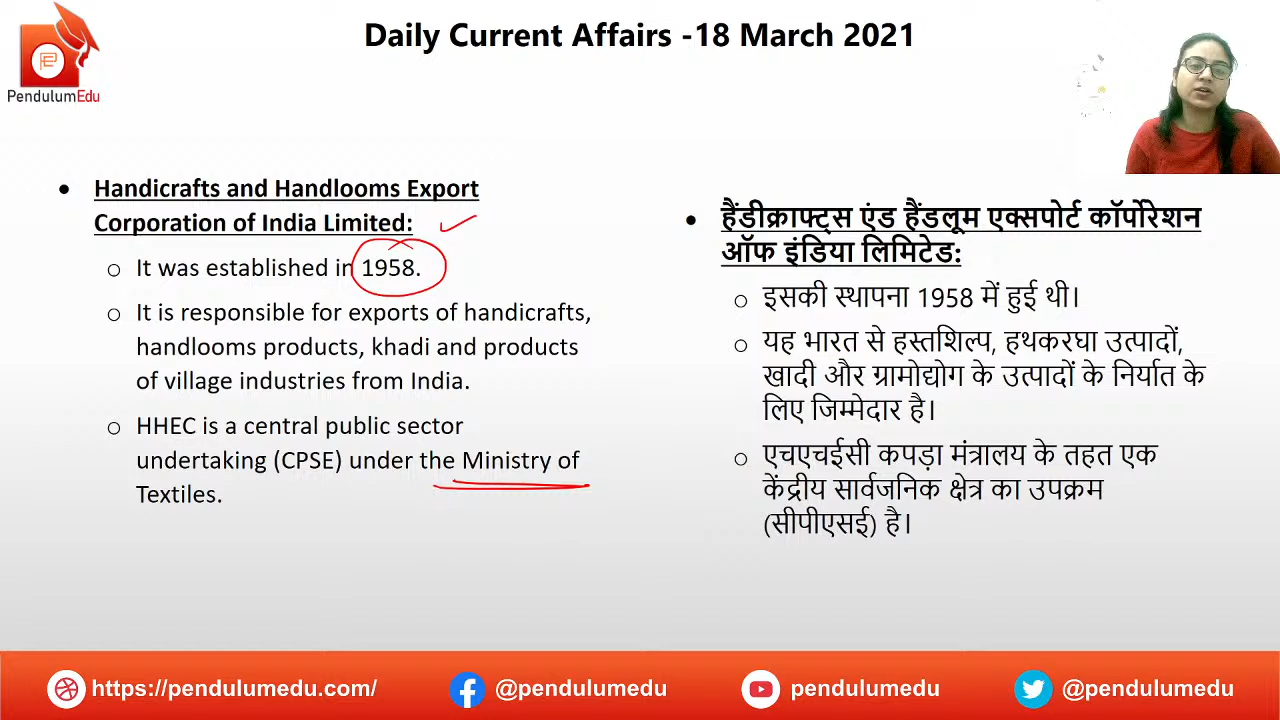 Daily Current Affairs -18 March 2021
PendulumEdu
• Handicrafts and Handlooms Export
Corporation of India Limited:
o It was established in 1958.
o It is responsible for exports of handicrafts,
handlooms products, khadi and products
of village industries from India.
o HHEC is a central public sector
undertaking (CPSE) under the Ministry of
Textiles.
• हैंडीक्राफ्ट्स एंड हैंडलूम एक्सपोर्ट कॉर्पोरेशन
ऑफ इंडिया लिमिटेड:
o इसकी स्थापना 1958 में हुई थी।
o यह भारत से हस्तशिल्प, हथकरघा उत्पादों,
खादी और ग्रामोद्योग के उत्पादों के निर्यात के
लिए जिम्मेदार है।
o एचएचईसी कपड़ा मंत्रालय के तहत एक
केंद्रीय सार्वजनिक क्षेत्र का उपक्रम
(सीपीएसई) है।
https://pendulumedu.com/
@pendulumedu
pendulumedu
@pendulumedu